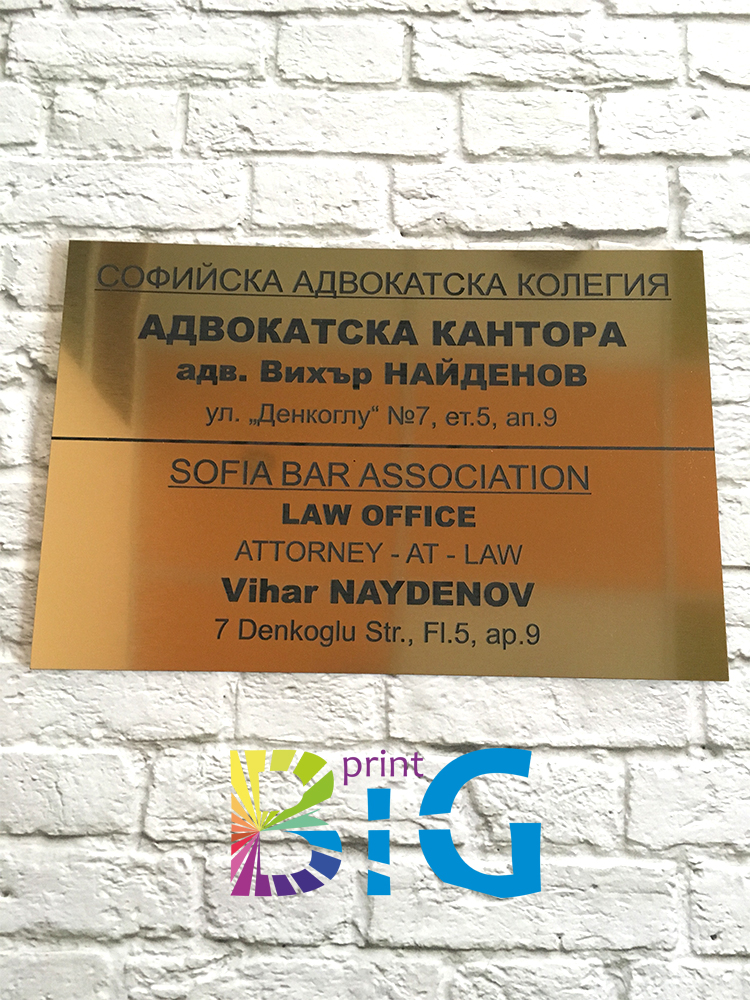 СОФИЙСКА АДВОКАТСКА КОЛЕГИЯ
АДВОКАТСКА КАНТОРА
адв. Вихър НАЙДЕНОВ
ул. „Денкоглу“ №7, ет.5, ап.9
SOFIA BAR ASSOCIATION
LAW OFFICE
ATTORNEY - AT - LAW
Vihar NAYDENOV
7 Denkoglu Str., Fl.5, ap.9
print
BiG